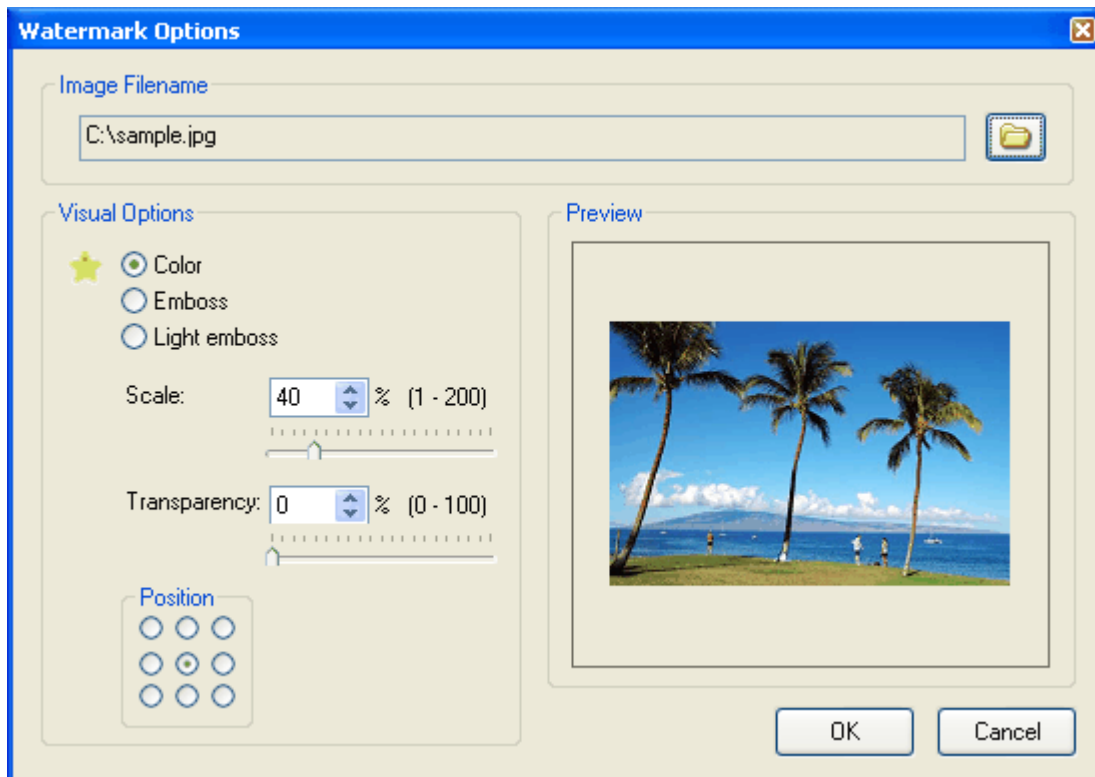 Watermark Options
Image Filename
C:\sample.jpg
Visual Options
Color
Emboss
Light emboss
Scale: 40 % (1 - 200)
Transparency: 0 % (0 - 100)
Position
Preview
OK Cancel